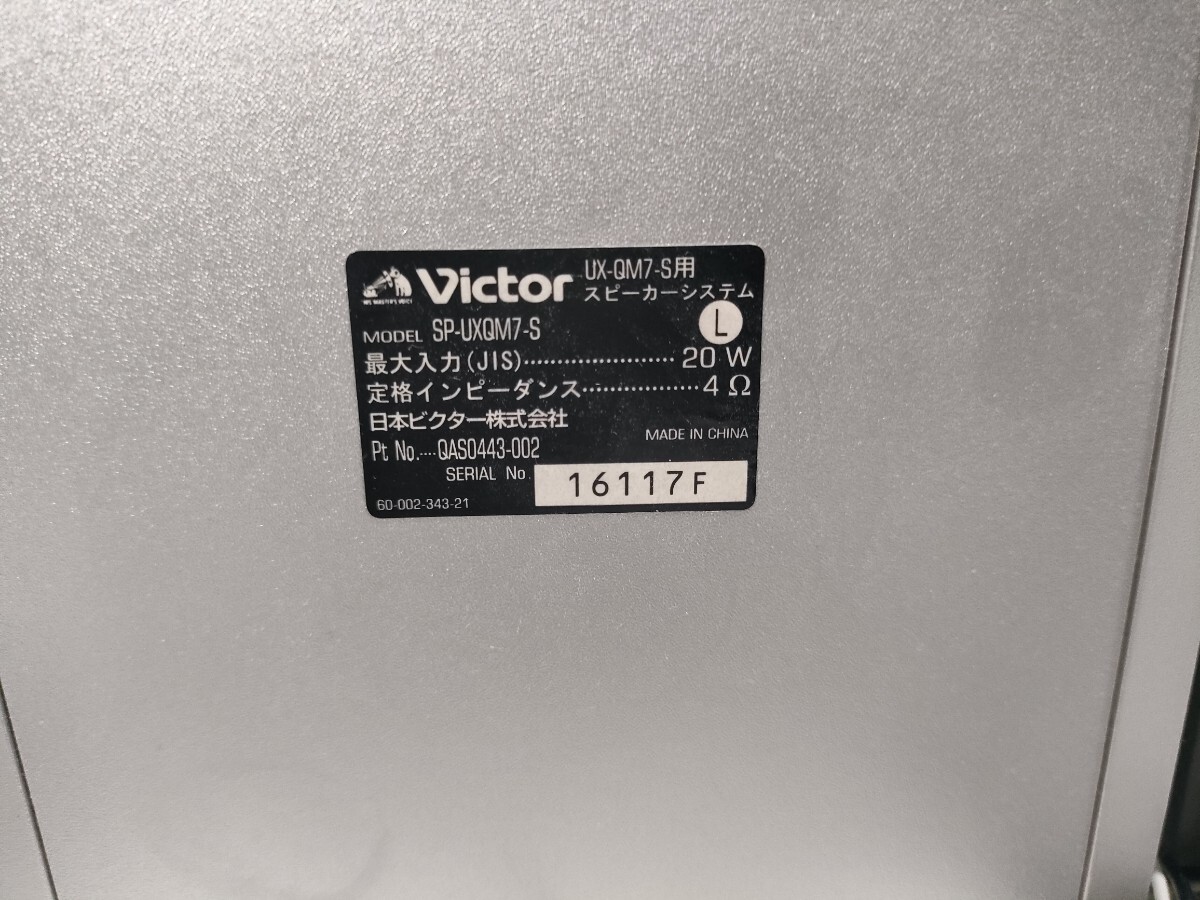 Victor UX-QM7-S用
スピーカーシステム
HIS MASTER'S VOICE
MODEL SP-UXQM7-S L
最大入力(JIS)······················ 20 W
定格インピーダンス················4 Ω
日本ビクター株式会社
MADE IN CHINA
Pt No.····QAS0443-002
SERIAL No. 16117F
60-002-343-21